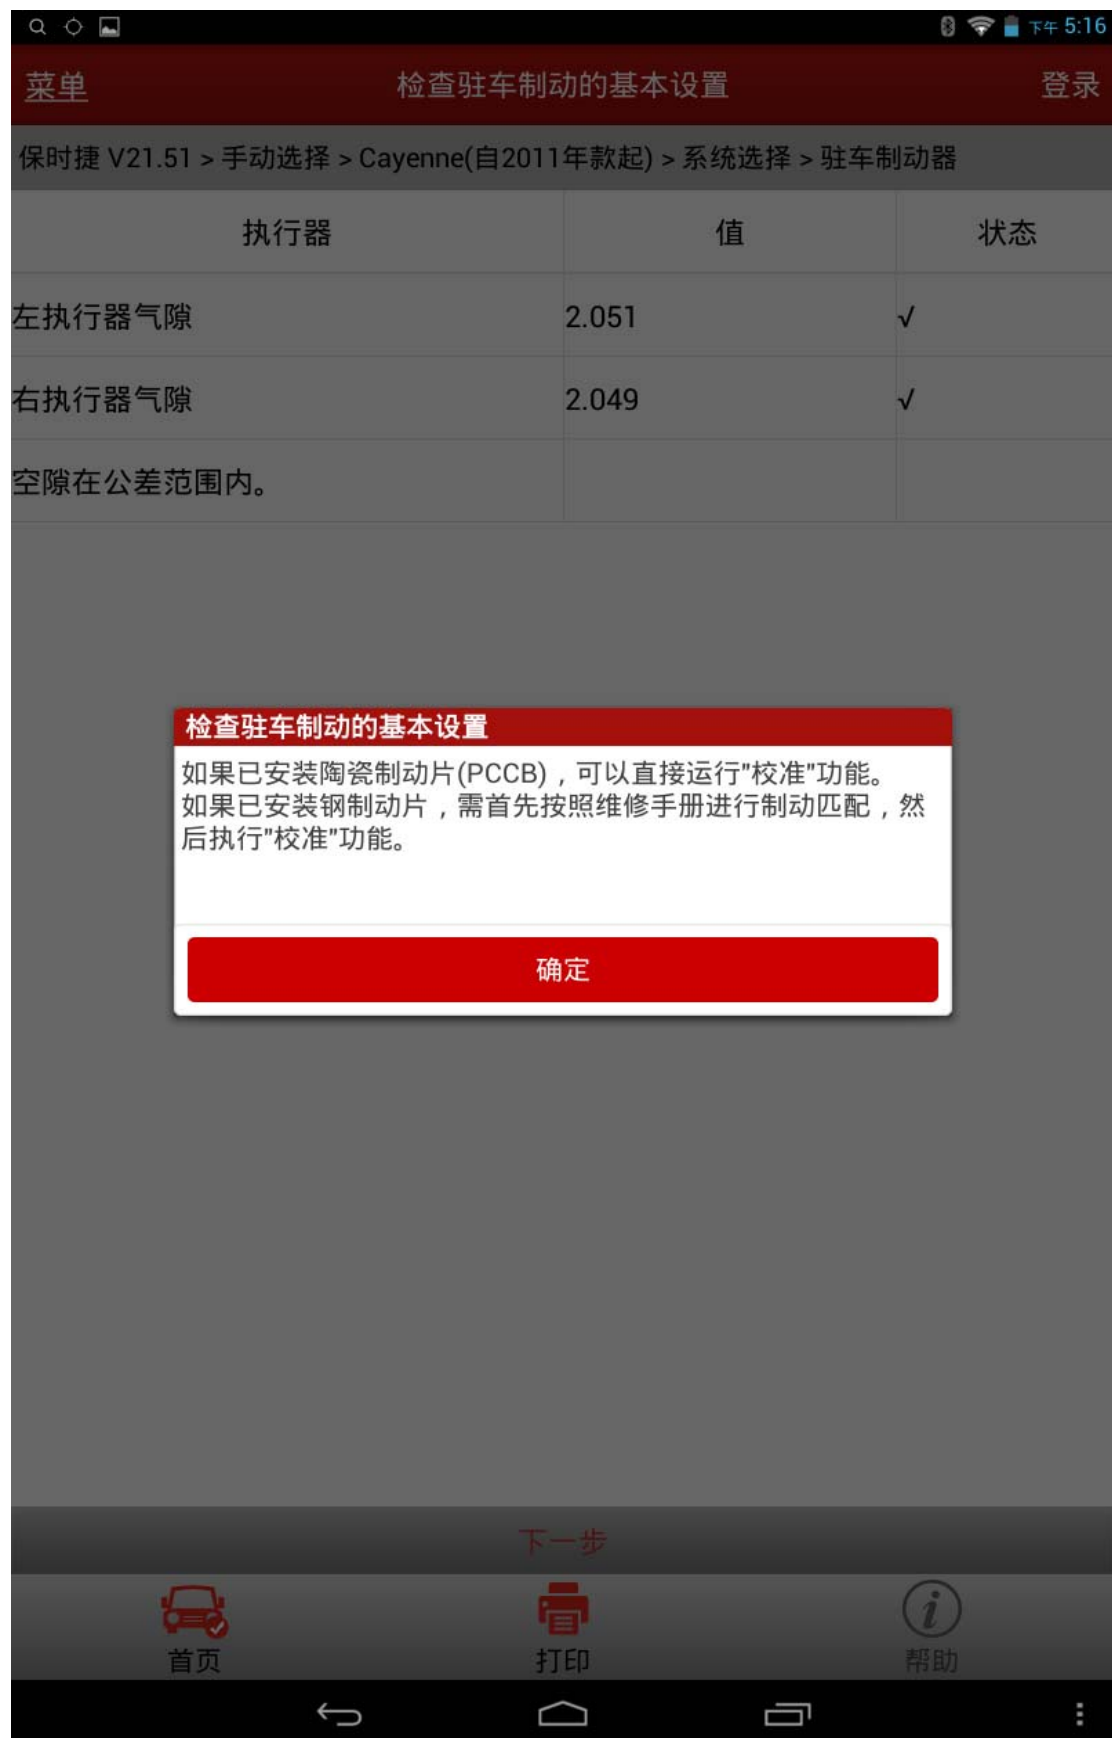 下午 5:16
菜单 检查驻车制动的基本设置 登录
保时捷 V21.51 > 手动选择 > Cayenne(自2011年款起) > 系统选择 > 驻车制动器
执行器 值 状态
左执行器气隙 2.051 √
右执行器气隙 2.049 √
空隙在公差范围内。
检查驻车制动的基本设置
如果已安装陶瓷制动片(PCCB)，可以直接运行"校准"功能。
如果已安装钢制动片，需首先按照维修手册进行制动匹配，然
后执行"校准"功能。
确定
下一步
首页 打印 帮助